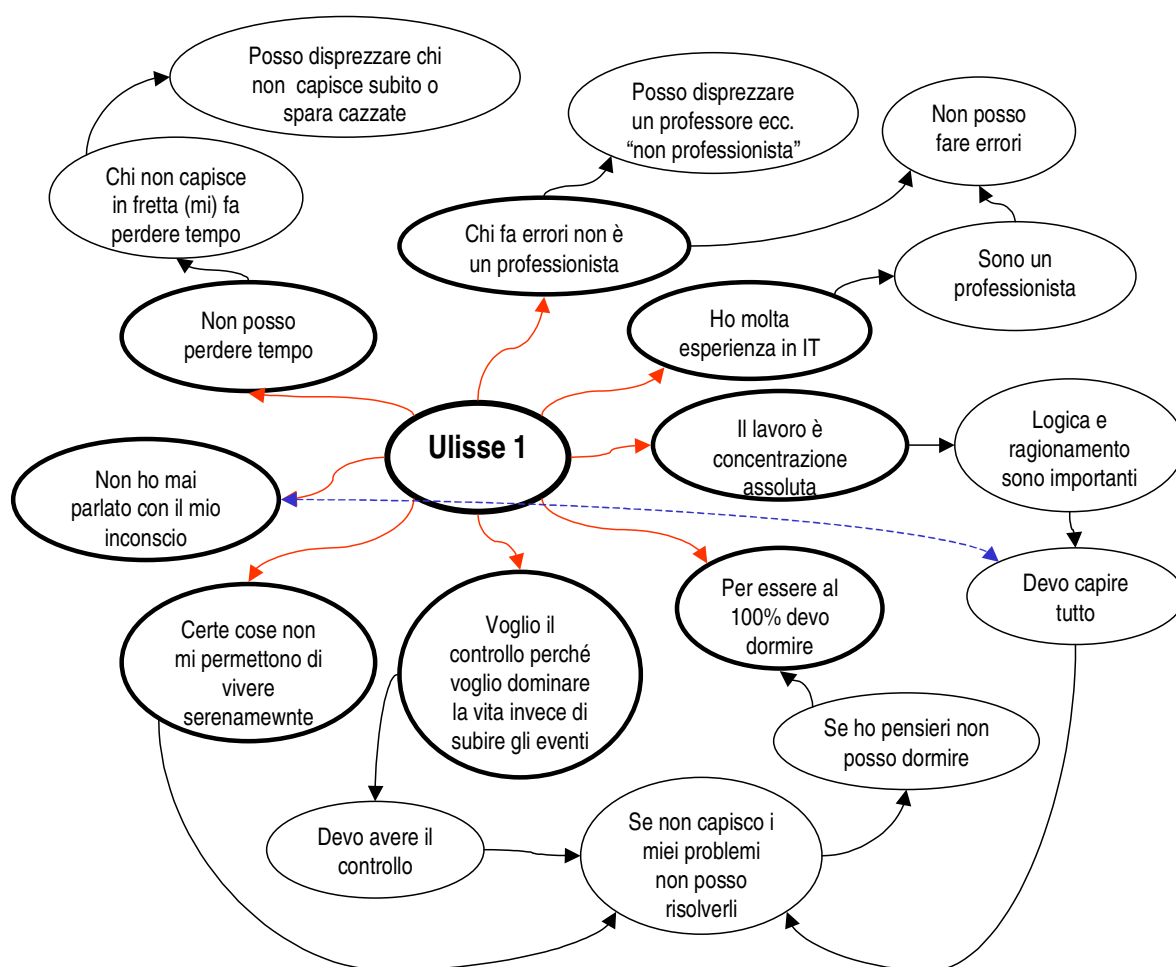 Posso disprezzare chi
non capisce subito o
spara cazzate
Posso disprezzare
un professore ecc.
“non professionista”
Non posso
fare errori
Chi non capisce
in fretta (mi) fa
perdere tempo
Chi fa errori non è
un professionista
Sono un
professionista
Non posso
perdere tempo
Ho molta
esperienza in IT
Ulisse 1
Il lavoro è
concentrazione
assoluta
Logica e
ragionamento
sono importanti
Non ho mai
parlato con il mio
inconscio
Certe cose non
mi permettono di
vivere
serenamewnte
Voglio il
controllo perché
voglio dominare
la vita invece di
subire gli eventi
Per essere al
100% devo
dormire
Devo capire
tutto
Se ho pensieri non
posso dormire
Devo avere il
controllo
Se non capisco i
miei problemi
non posso
risolverli